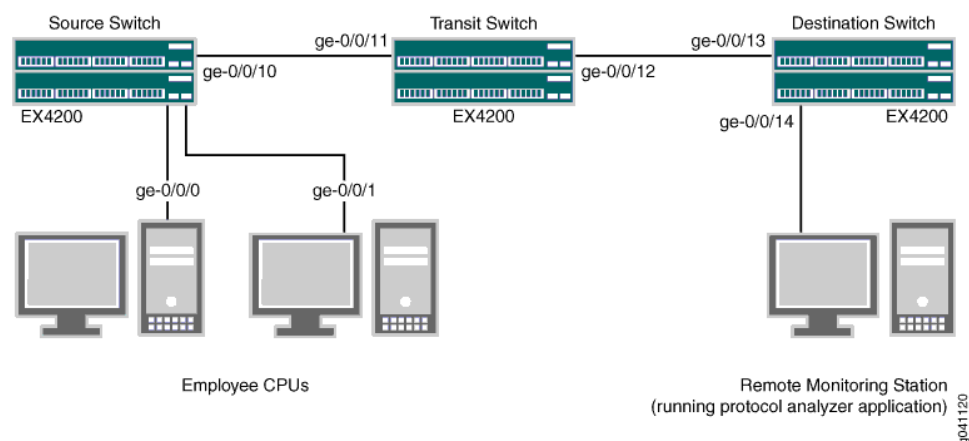 Source Switch
Transit Switch
Destination Switch
ge-0/0/11
ge-0/0/13
ge-0/0/10
ge-0/0/12
EX4200
EX4200
EX4200
ge-0/0/14
ge-0/0/0
ge-0/0/1
Employee CPUs
Remote Monitoring Station
(running protocol analyzer application)
g041120